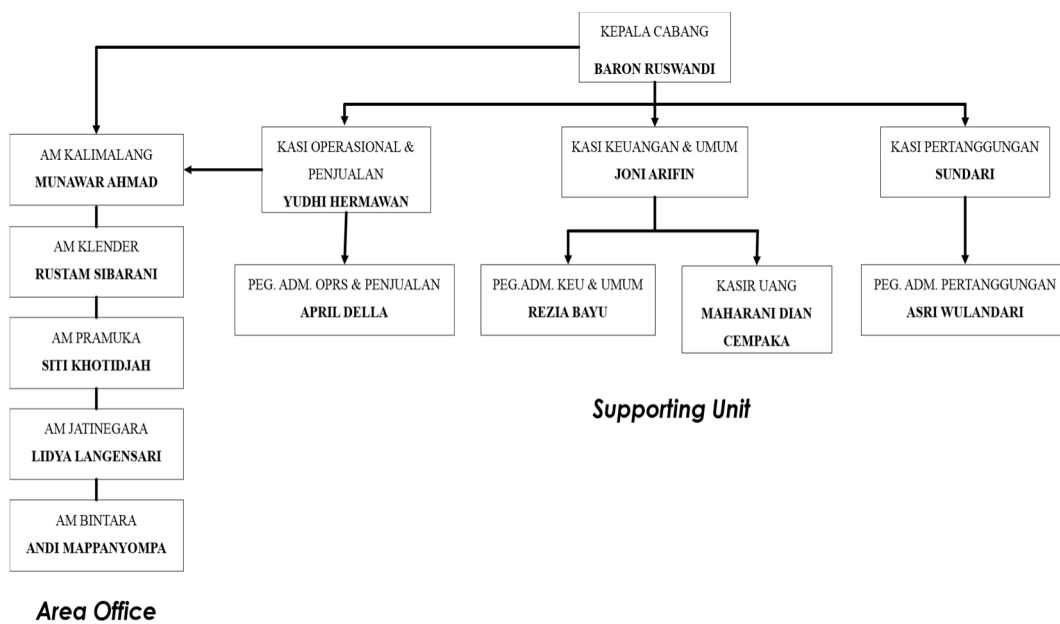 KEPALA CABANG
BARON RUSWANDI
AM KALIMALANG
MUNAWAR AHMAD
KASI OPERASIONAL &
PENJUALAN
YUDHI HERMAWAN
KASI KEUANGAN & UMUM
JONI ARIFIN
KASI PERTANGGUNGAN
SUNDARI
AM KLENDER
RUSTAM SIBARANI
PEG. ADM. OPRS & PENJUALAN
APRIL DELLA
PEG.ADM. KEU & UMUM
REZIA BAYU
KASIR UANG
MAHARANI DIAN
CEMPAKA
PEG. ADM. PERTANGGUNGAN
ASRI WULANDARI
AM PRAMUKA
SITI KHOTIDJAH
AM JATINEGARA
LIDYA LANGENSARI
AM BINTARA
ANDI MAPPANYOMPA
Supporting Unit
Area Office